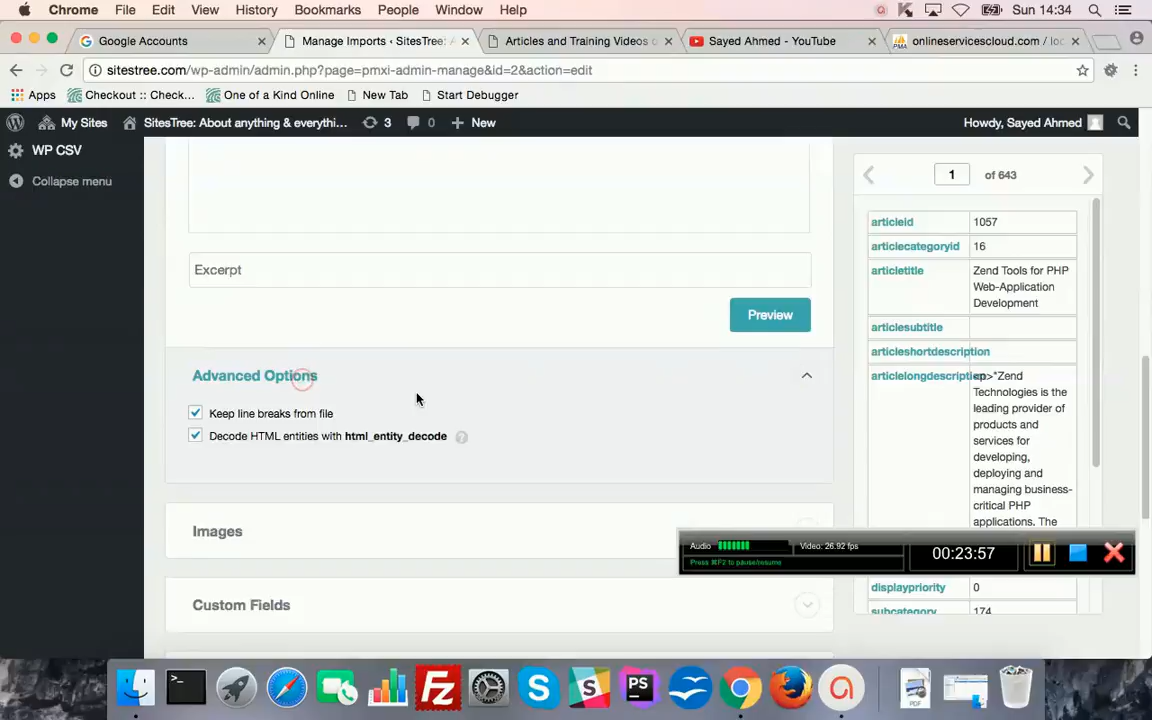 Chrome File Edit View History Bookmarks People Window Help Sun 14:34
Google Accounts Manage Imports ‹ SitesTree: A Articles and Training Videos o Sayed Ahmed - YouTube onlineservicescloud.com / loc
sitestree.com/wp-admin/admin.php?page=pmxi-admin-manage&id=2&action=edit
Apps Checkout :: Check... One of a Kind Online New Tab Start Debugger
My Sites SitesTree: About anything & everythi... 3 0 New Howdy, Sayed Ahmed
WP CSV
Collapse menu
1 of 643
articleid 1057
articlecategoryid 16
articletitle Zend Tools for PHP
Web-Application
Development
articlesubtitle
articleshortdescription
articlelongdescription <p>"Zend
Technologies is the
leading provider of
products and
services for
developing,
deploying and
managing business-
critical PHP
applications. The
displaypriority 0
subcategory 174
Excerpt
Preview
Advanced Options
Keep line breaks from file
Decode HTML entities with html_entity_decode ?
Images
Custom Fields
Audio Video: 26.92 fps
Press ⌘F2 to pause/resume
00:23:57